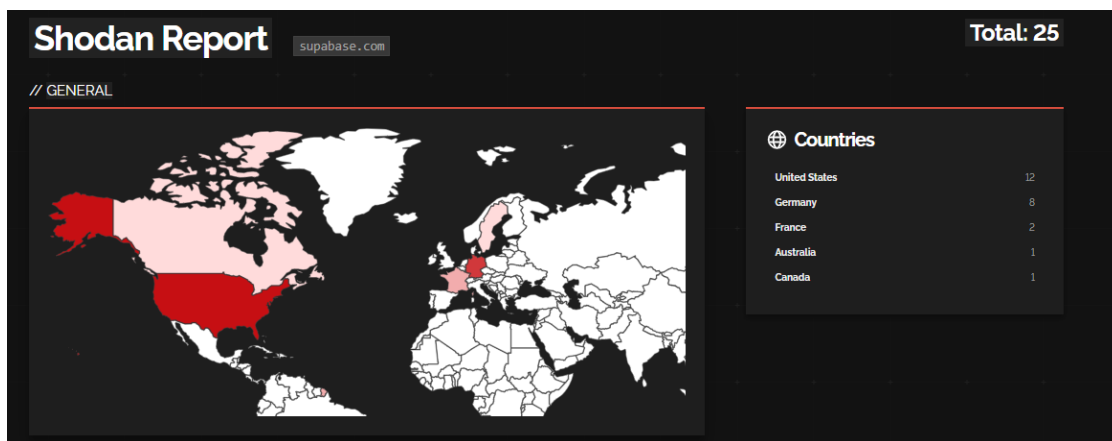 Shodan Report
supabase.com
Total: 25
// GENERAL
Countries
United States 12
Germany 8
France 2
Australia 1
Canada 1